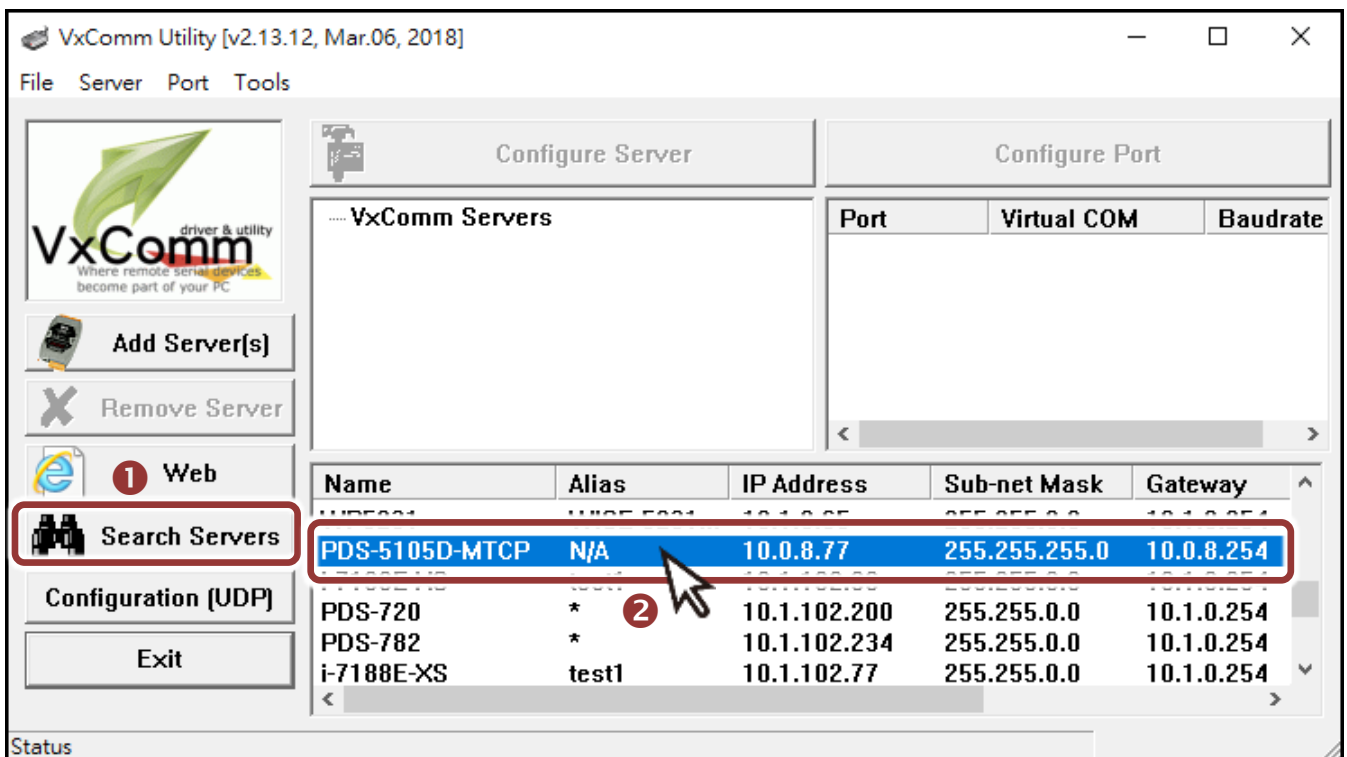 VxComm Utility [v2.13.12, Mar.06, 2018]
File Server Port Tools
VxComm
driver & utility
Where remote serial devices
become part of your PC
Configure Server
Configure Port
VxComm Servers
Port Virtual COM Baudrate
Add Server(s)
Remove Server
1 Web
Search Servers
Configuration (UDP)
Exit
Name Alias IP Address Sub-net Mask Gateway
PDS-5105D-MTCP N/A 10.0.8.77 255.255.255.0 10.0.8.254
2
PDS-720 * 10.1.102.200 255.255.0.0 10.1.0.254
PDS-782 * 10.1.102.234 255.255.0.0 10.1.0.254
i-7188E-XS test1 10.1.102.77 255.255.0.0 10.1.0.254
Status